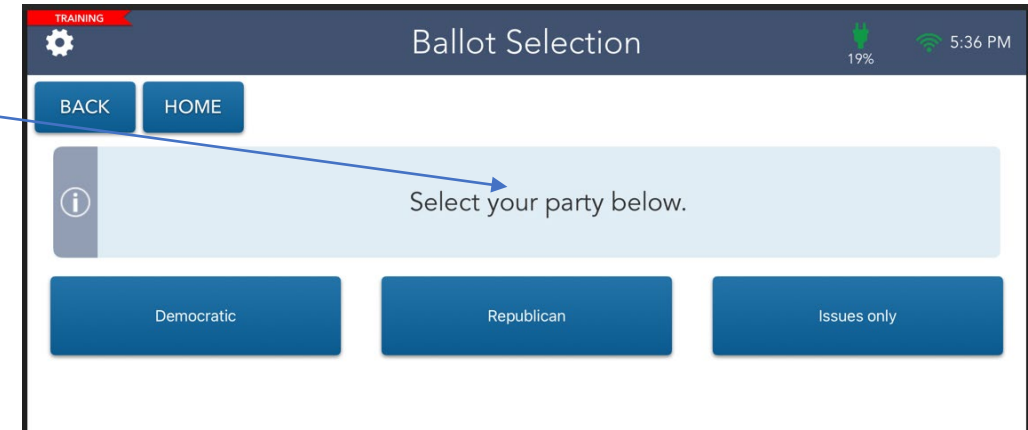 TRAINING
Ballot Selection
19%
5:36 PM
BACK HOME
Select your party below.
Democratic Republican Issues only